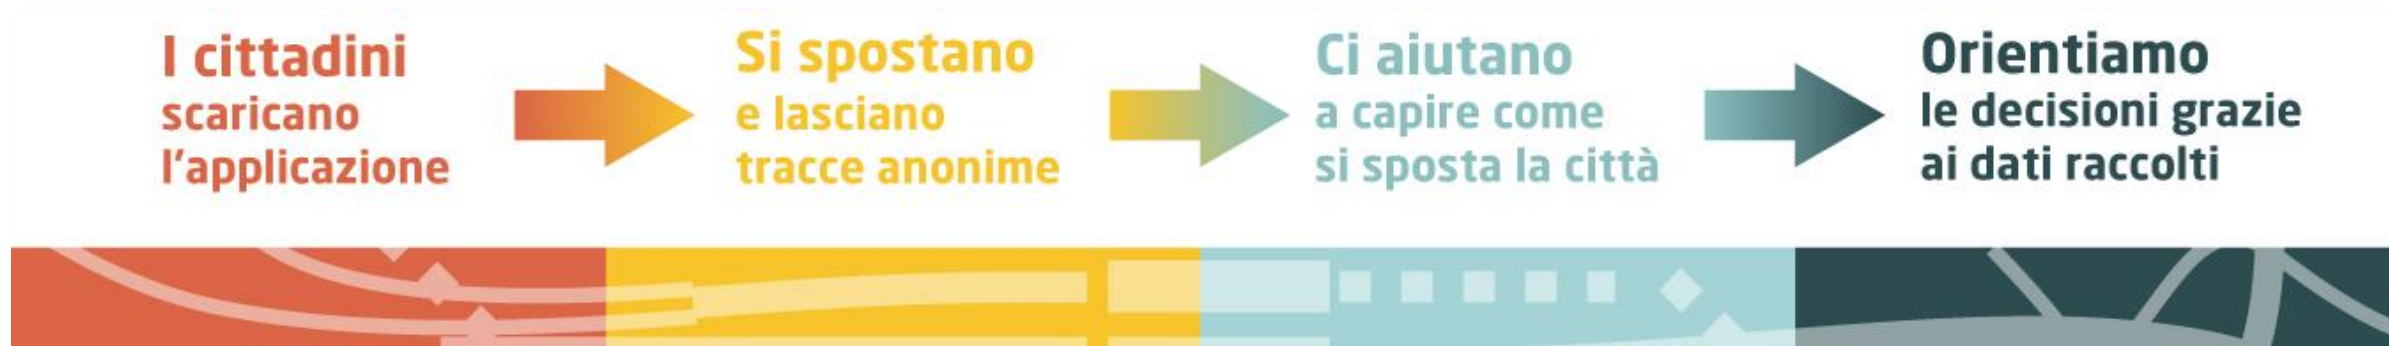 I cittadini
scaricano
l'applicazione
Si spostano
e lasciano
tracce anonime
Ci aiutano
a capire come
si sposta la città
Orientiamo
le decisioni grazie
ai dati raccolti